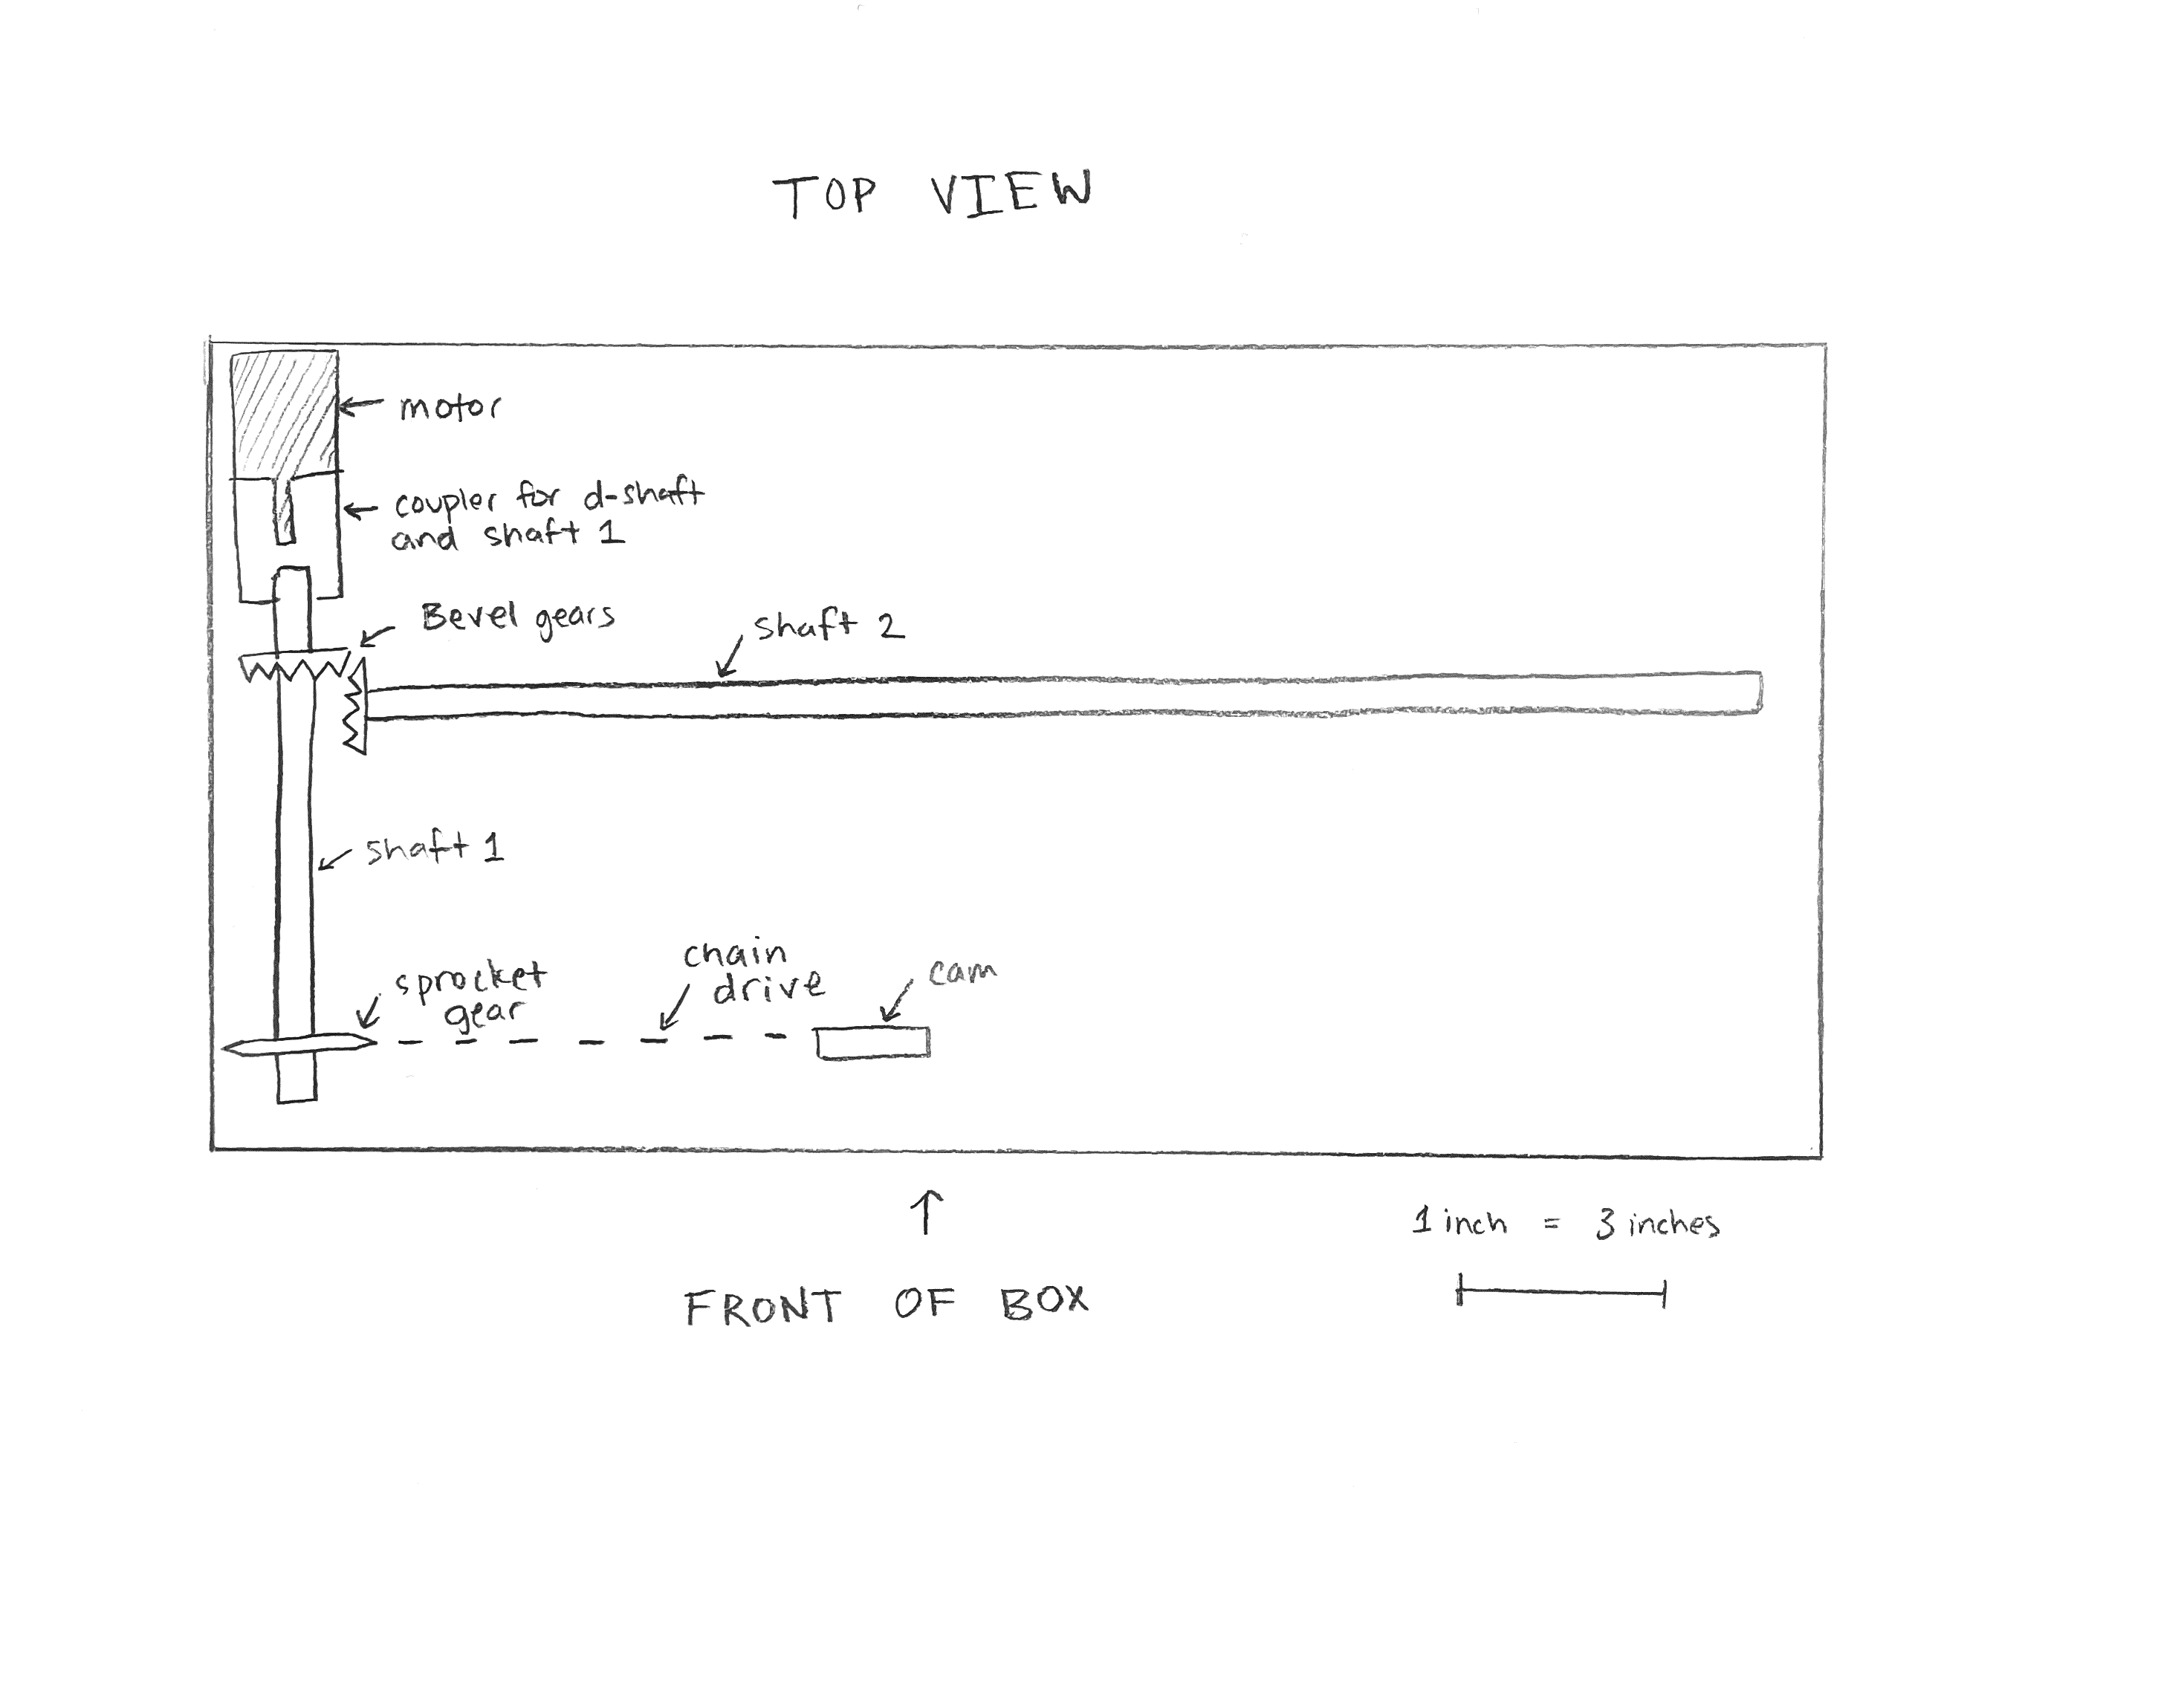 TOP VIEW
motor
coupler for d-shaft
and shaft 1
Bevel gears
shaft 2
shaft 1
sprocket
gear
chain
drive
cam
FRONT OF BOX
1 inch = 3 inches